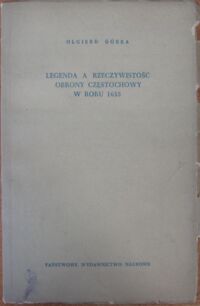 OLGIERD GÓRKA
LEGENDA A RZECZYWISTOŚĆ
OBRONY CZĘSTOCHOWY
W ROKU 1655
PAŃSTWOWE WYDAWNICTWO NAUKOWE